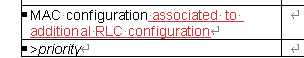 ▪MAC configuration associated to
additional RLC configuration↵
▪>priority↵